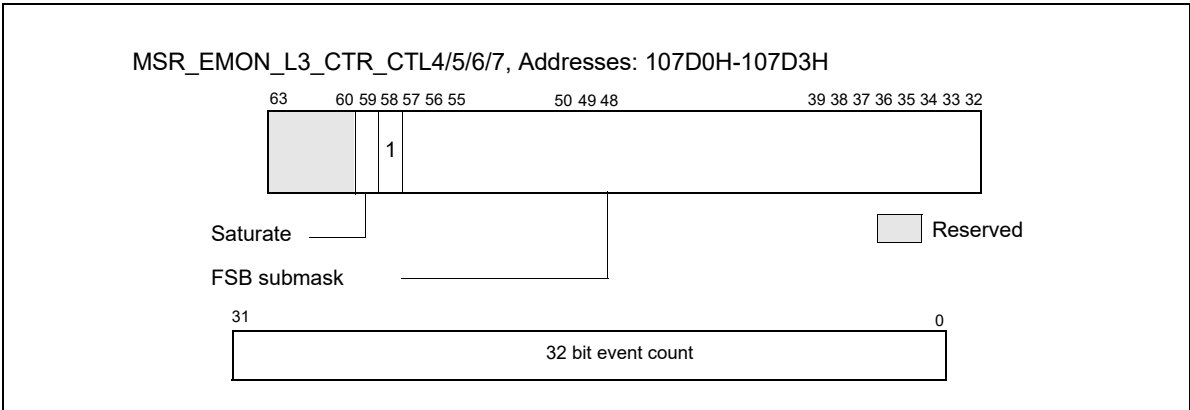 MSR_EMON_L3_CTR_CTL4/5/6/7, Addresses: 107D0H-107D3H
63 60 59 58 57 56 55 50 49 48 39 38 37 36 35 34 33 32
1
Saturate
Reserved
FSB submask
31 0
32 bit event count